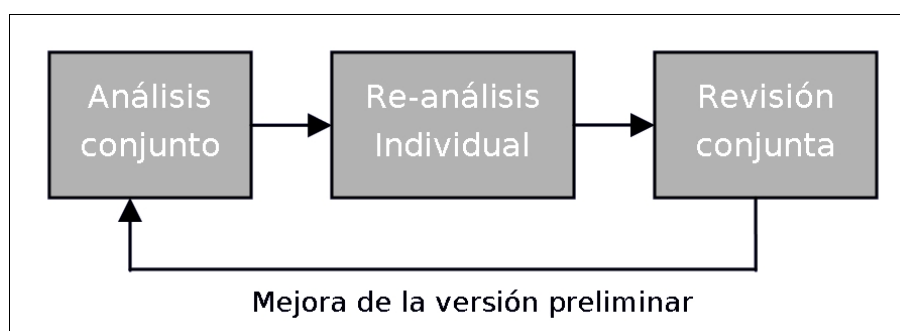 Análisis
conjunto
Re-análisis
Individual
Revisión
conjunta
Mejora de la versión preliminar